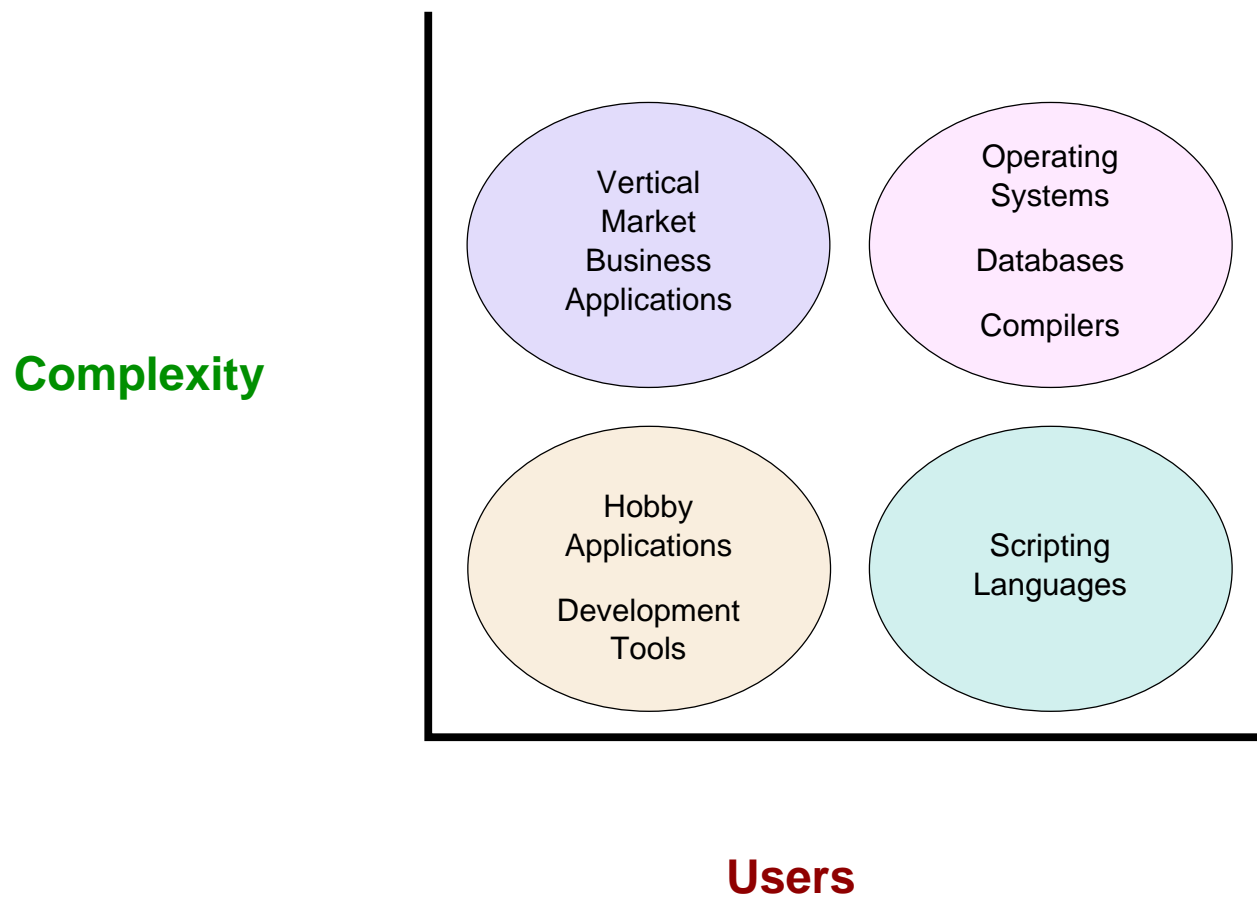 Vertical
Market
Business
Applications
Operating
Systems
Databases
Compilers
Complexity
Hobby
Applications
Development
Tools
Scripting
Languages
Users